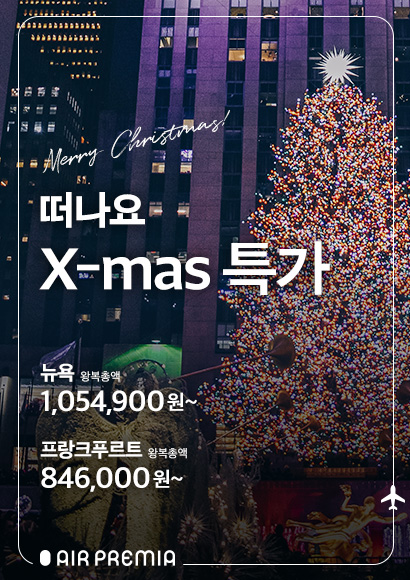 Merry Christmas!
떠나요
X-mas 특가
뉴욕 왕복총액
1,054,900원~
프랑크푸르트 왕복총액
846,000원~
AIR PREMIA